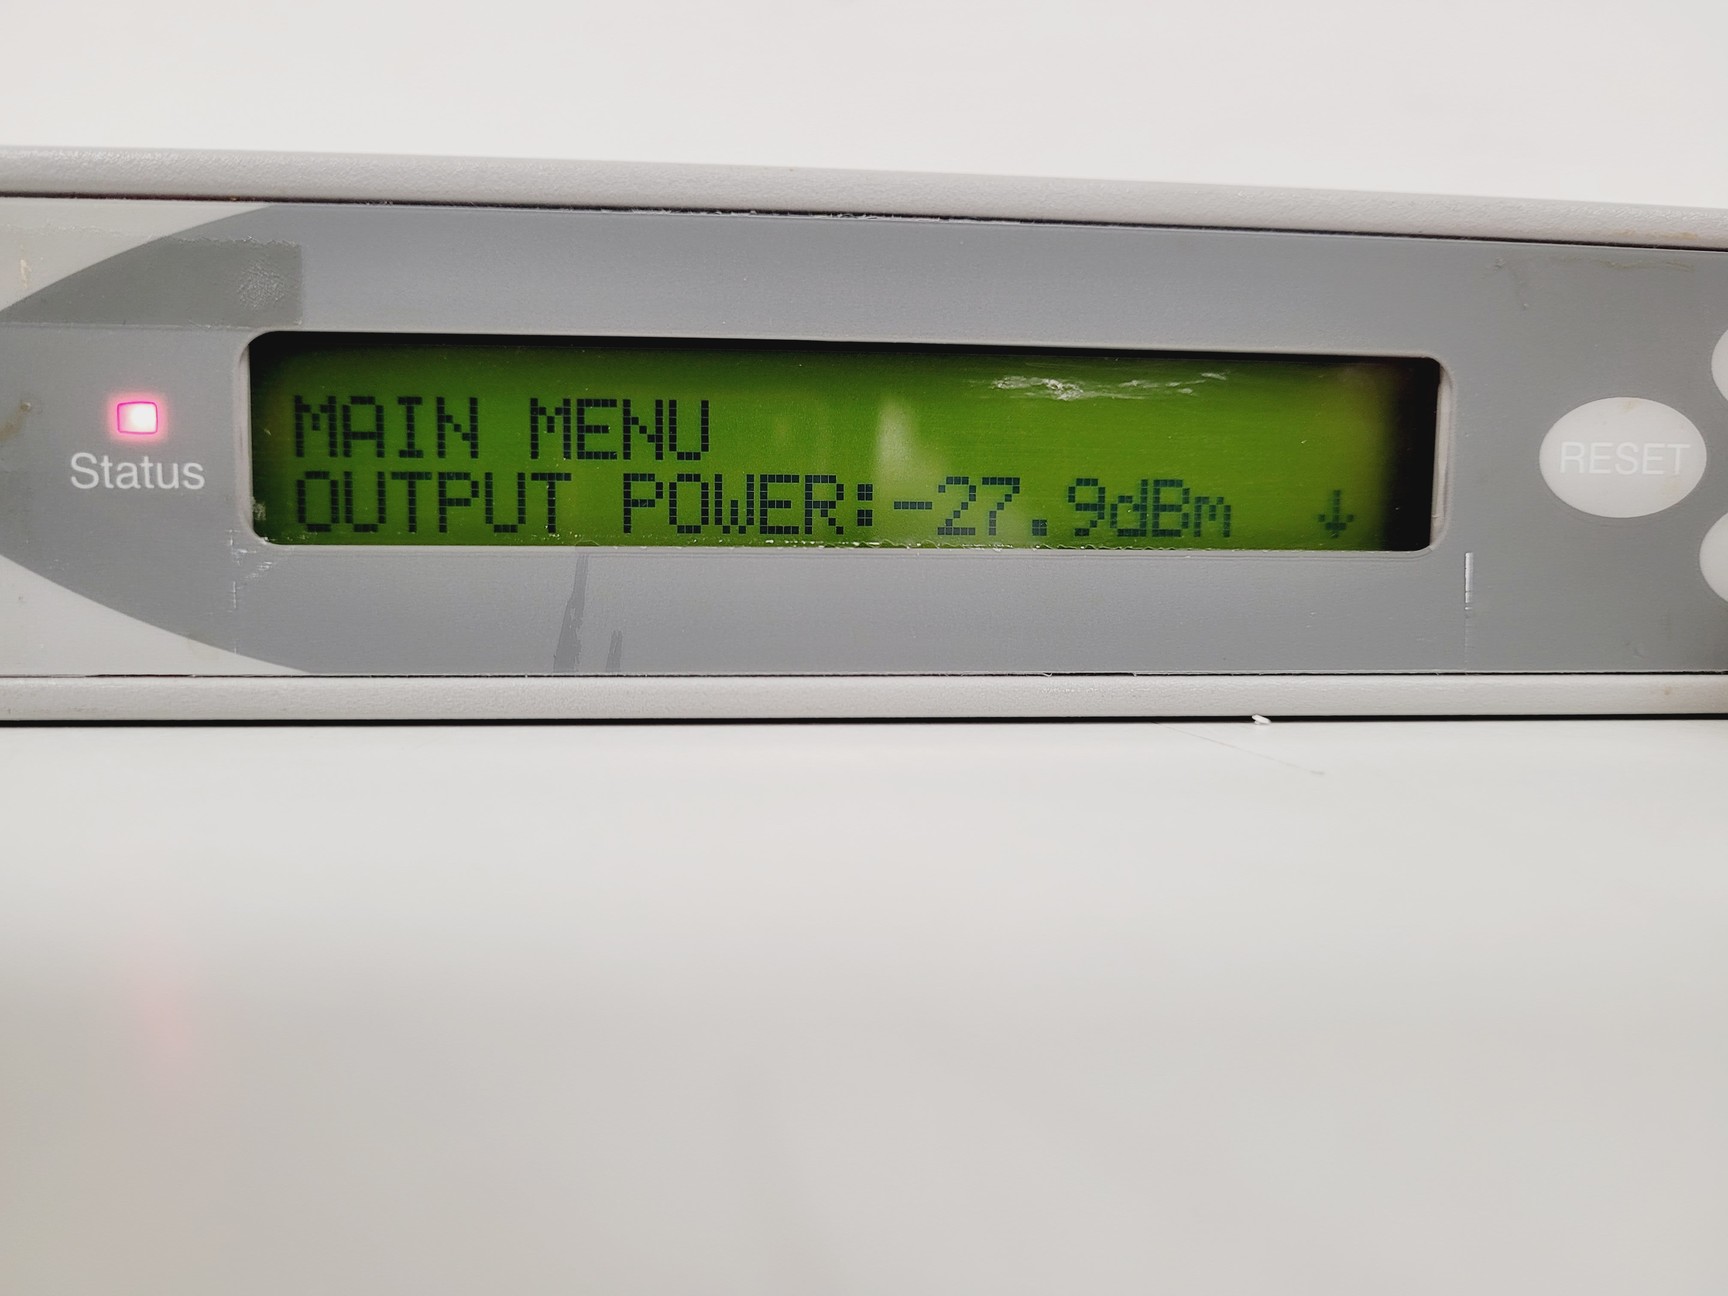 MAIN MENU
OUTPUT POWER:-27.9dBm ↓
Status
RESET